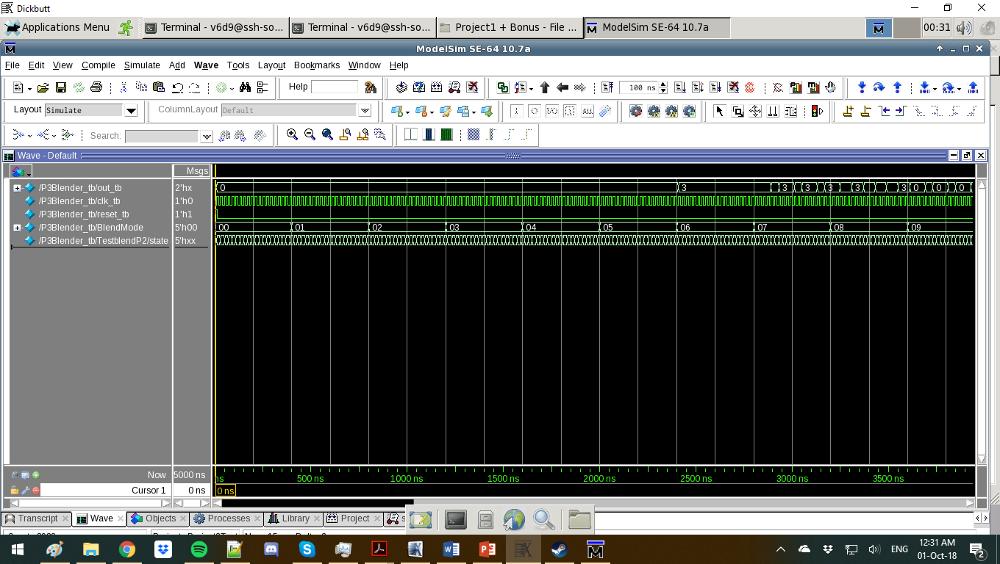 Dickbutt
Applications Menu
Terminal - v6d9@ssh-so...
Terminal - v6d9@ssh-so...
Project1 + Bonus - File ...
ModelSim SE-64 10.7a
00:31
ModelSim SE-64 10.7a
File Edit View Compile Simulate Add Wave Tools Layout Bookmarks Window Help
Help
100 ns
Layout Simulate
ColumnLayout Default
ALL
Search:
Wave - Default
Msgs
/P3Blender_tb/out_tb 2'hx 0 3 3 3 3 3 3 0 0 0
/P3Blender_tb/clk_tb 1'h0
/P3Blender_tb/reset_tb 1'h1
/P3Blender_tb/BlendMode 5'h00 00 01 02 03 04 05 06 07 08 09
/P3Blender_tb/TestblendP2/state 5'hxx
Now 5000 ns ns 500 ns 1000 ns 1500 ns 2000 ns 2500 ns 3000 ns 3500 ns
Cursor 1 0 ns 0 ns
Transcript Wave Objects Processes Library Project s
12:31 AM
ENG
01-Oct-18
2